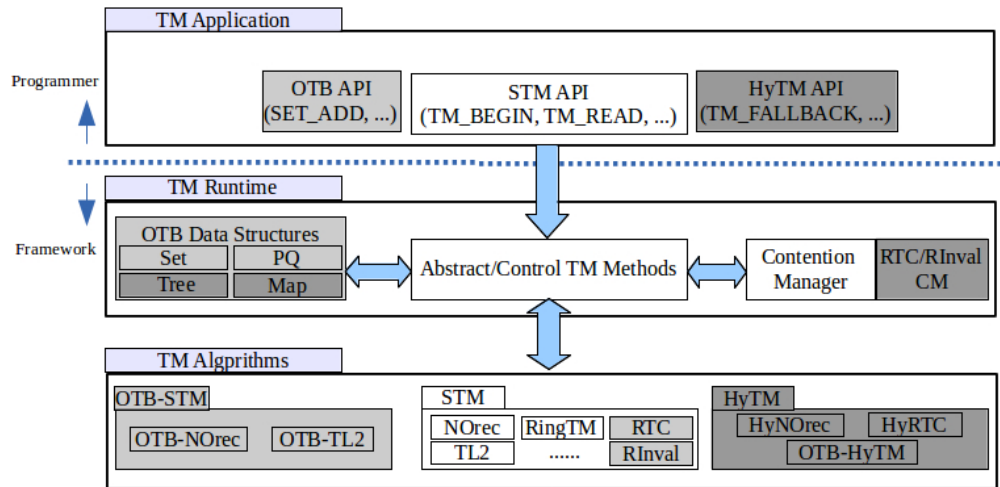 TM Application
Programmer
OTB API
(SET_ADD, ...)
STM API
(TM_BEGIN, TM_READ, ...)
HyTM API
(TM_FALLBACK, ...)
TM Runtime
Framework
OTB Data Structures
Set
PQ
Tree
Map
Abstract/Control TM Methods
Contention
Manager
RTC/RInval
CM
TM Algprithms
OTB-STM
OTB-NOrec
OTB-TL2
STM
NOrec
RingTM
RTC
TL2
......
RInval
HyTM
HyNOrec
HyRTC
OTB-HyTM